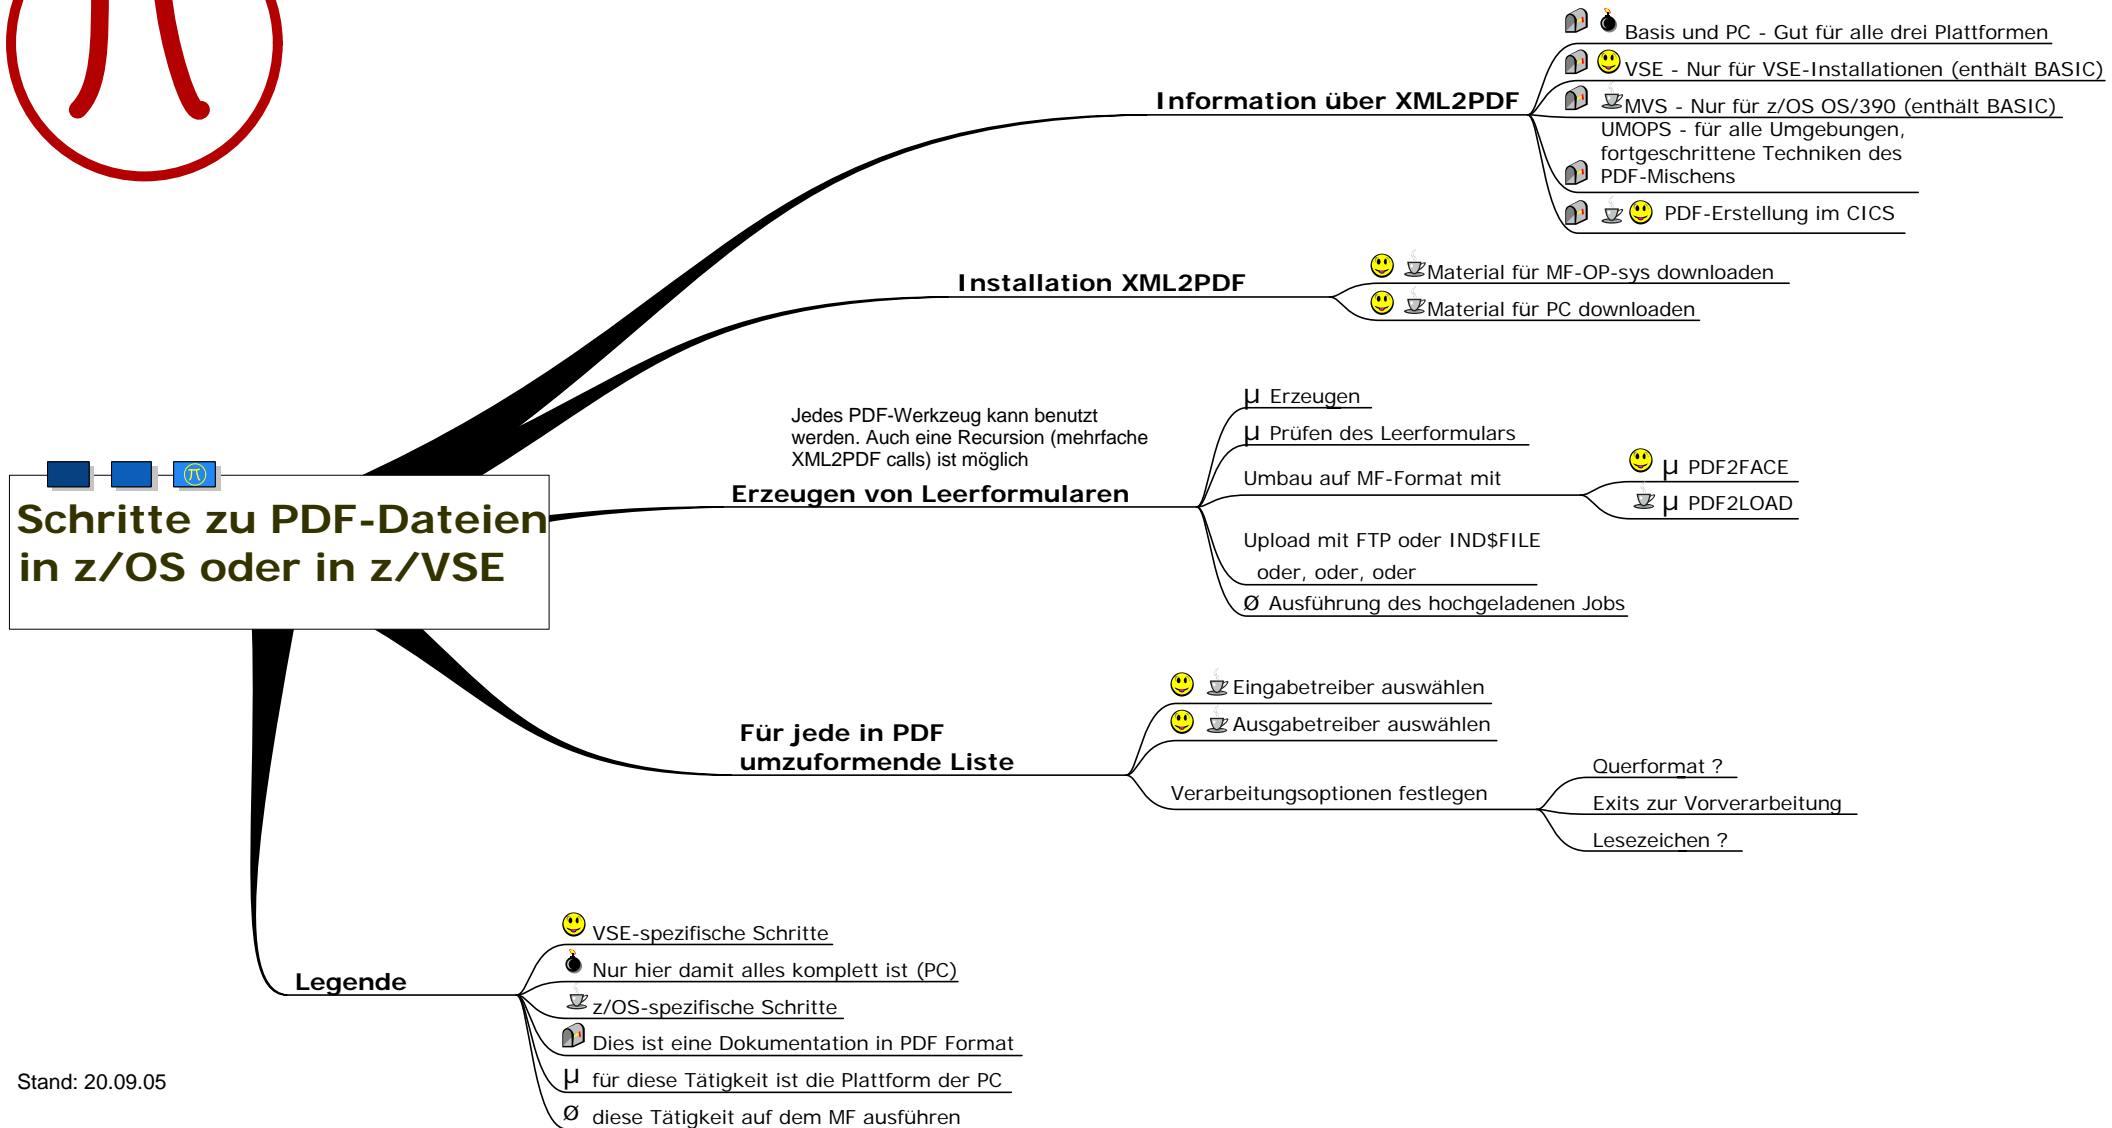 Basis und PC - Gut für alle drei Plattformen
VSE - Nur für VSE-Installationen (enthält BASIC)
Information über XML2PDF
MVS - Nur für z/OS OS/390 (enthält BASIC)
UMOPS - für alle Umgebungen,
fortgeschrittene Techniken des
PDF-Mischens
PDF-Erstellung im CICS
Installation XML2PDF
Material für MF-OP-sys downloaden
Material für PC downloaden
Jedes PDF-Werkzeug kann benutzt
werden. Auch eine Recursion (mehrfache
XML2PDF calls) ist möglich
Erzeugen von Leerformularen
µ Erzeugen
µ Prüfen des Leerformulars
Umbau auf MF-Format mit
µ PDF2FACE
µ PDF2LOAD
Upload mit FTP oder IND$FILE
oder, oder, oder
Ø Ausführung des hochgeladenen Jobs
π
Schritte zu PDF-Dateien
in z/OS oder in z/VSE
Für jede in PDF
umzuformende Liste
Eingabetreiber auswählen
Ausgabetreiber auswählen
Verarbeitungsoptionen festlegen
Querformat ?
Exits zur Vorverarbeitung
Lesezeichen ?
Legende
VSE-spezifische Schritte
Nur hier damit alles komplett ist (PC)
z/OS-spezifische Schritte
Dies ist eine Dokumentation in PDF Format
µ für diese Tätigkeit ist die Plattform der PC
Ø diese Tätigkeit auf dem MF ausführen
Stand: 20.09.05